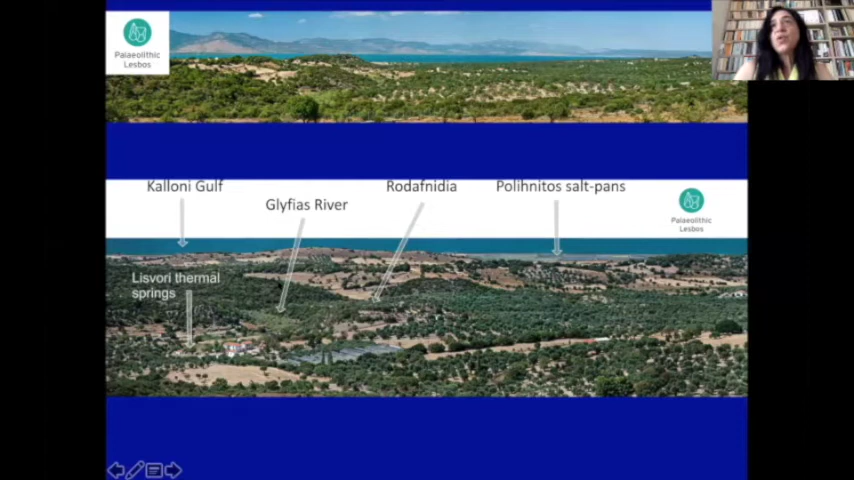 Palaeolithic
Lesbos
Kalloni Gulf
Rodafnidia
Polihnitos salt-pans
Glyfias River
Palaeolithic
Lesbos
Lisvori thermal
springs